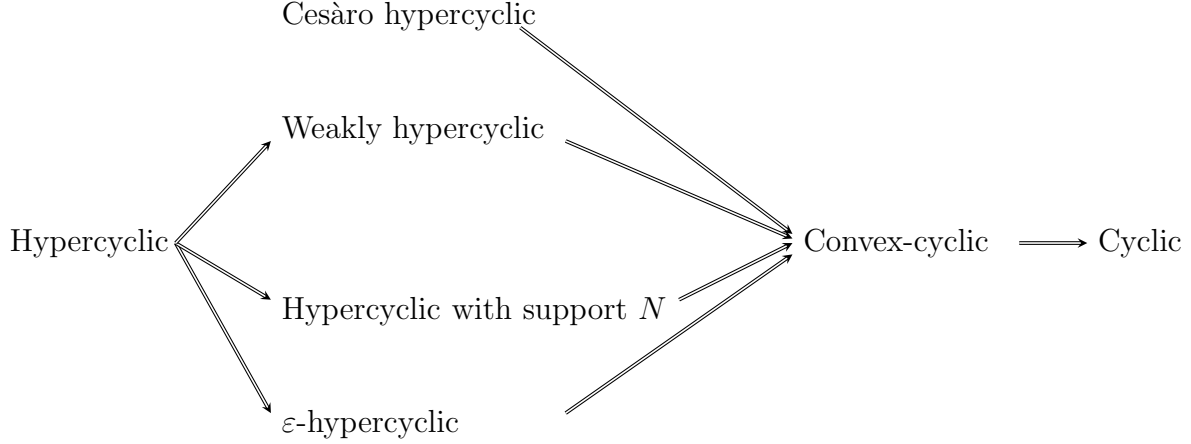 Cesàro hypercyclic
Weakly hypercyclic
Hypercyclic
Convex-cyclic
Cyclic
Hypercyclic with support N
ε-hypercyclic